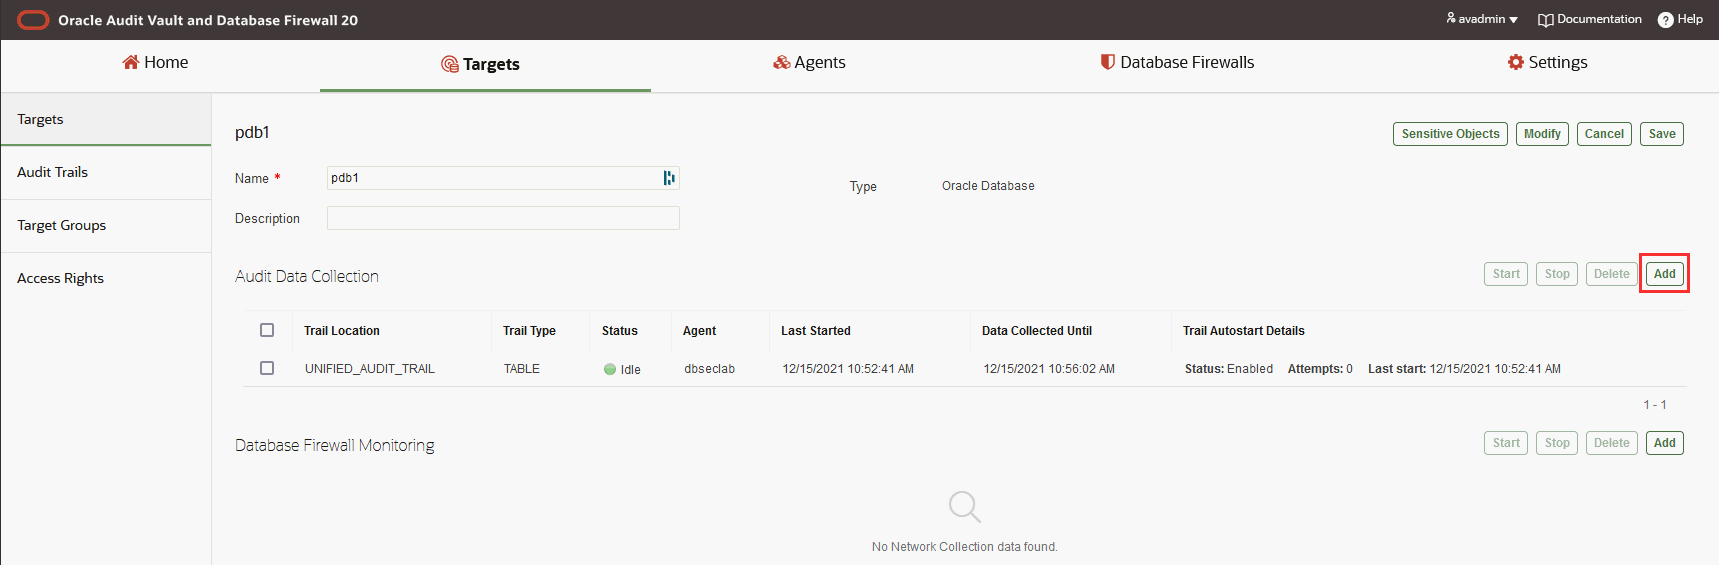 Oracle Audit Vault and Database Firewall 20
avadmin
Documentation
? Help
Home
Targets
Agents
Database Firewalls
Settings
Targets
Audit Trails
Target Groups
Access Rights
pdb1
Sensitive Objects
Modify
Cancel
Save
Name *
pdb1
Type
Oracle Database
Description
Audit Data Collection
Start
Stop
Delete
Add
Trail Location Trail Type Status Agent Last Started Data Collected Until Trail Autostart Details
UNIFIED_AUDIT_TRAIL TABLE Idle dbseclab 12/15/2021 10:52:41 AM 12/15/2021 10:56:02 AM Status: Enabled Attempts: 0 Last start: 12/15/2021 10:52:41 AM
1 - 1
Database Firewall Monitoring
Start
Stop
Delete
Add
No Network Collection data found.